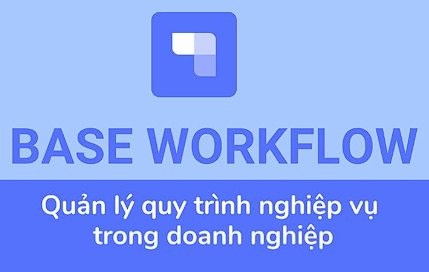 BASE WORKFLOW
Quản lý quy trình nghiệp vụ
trong doanh nghiệp